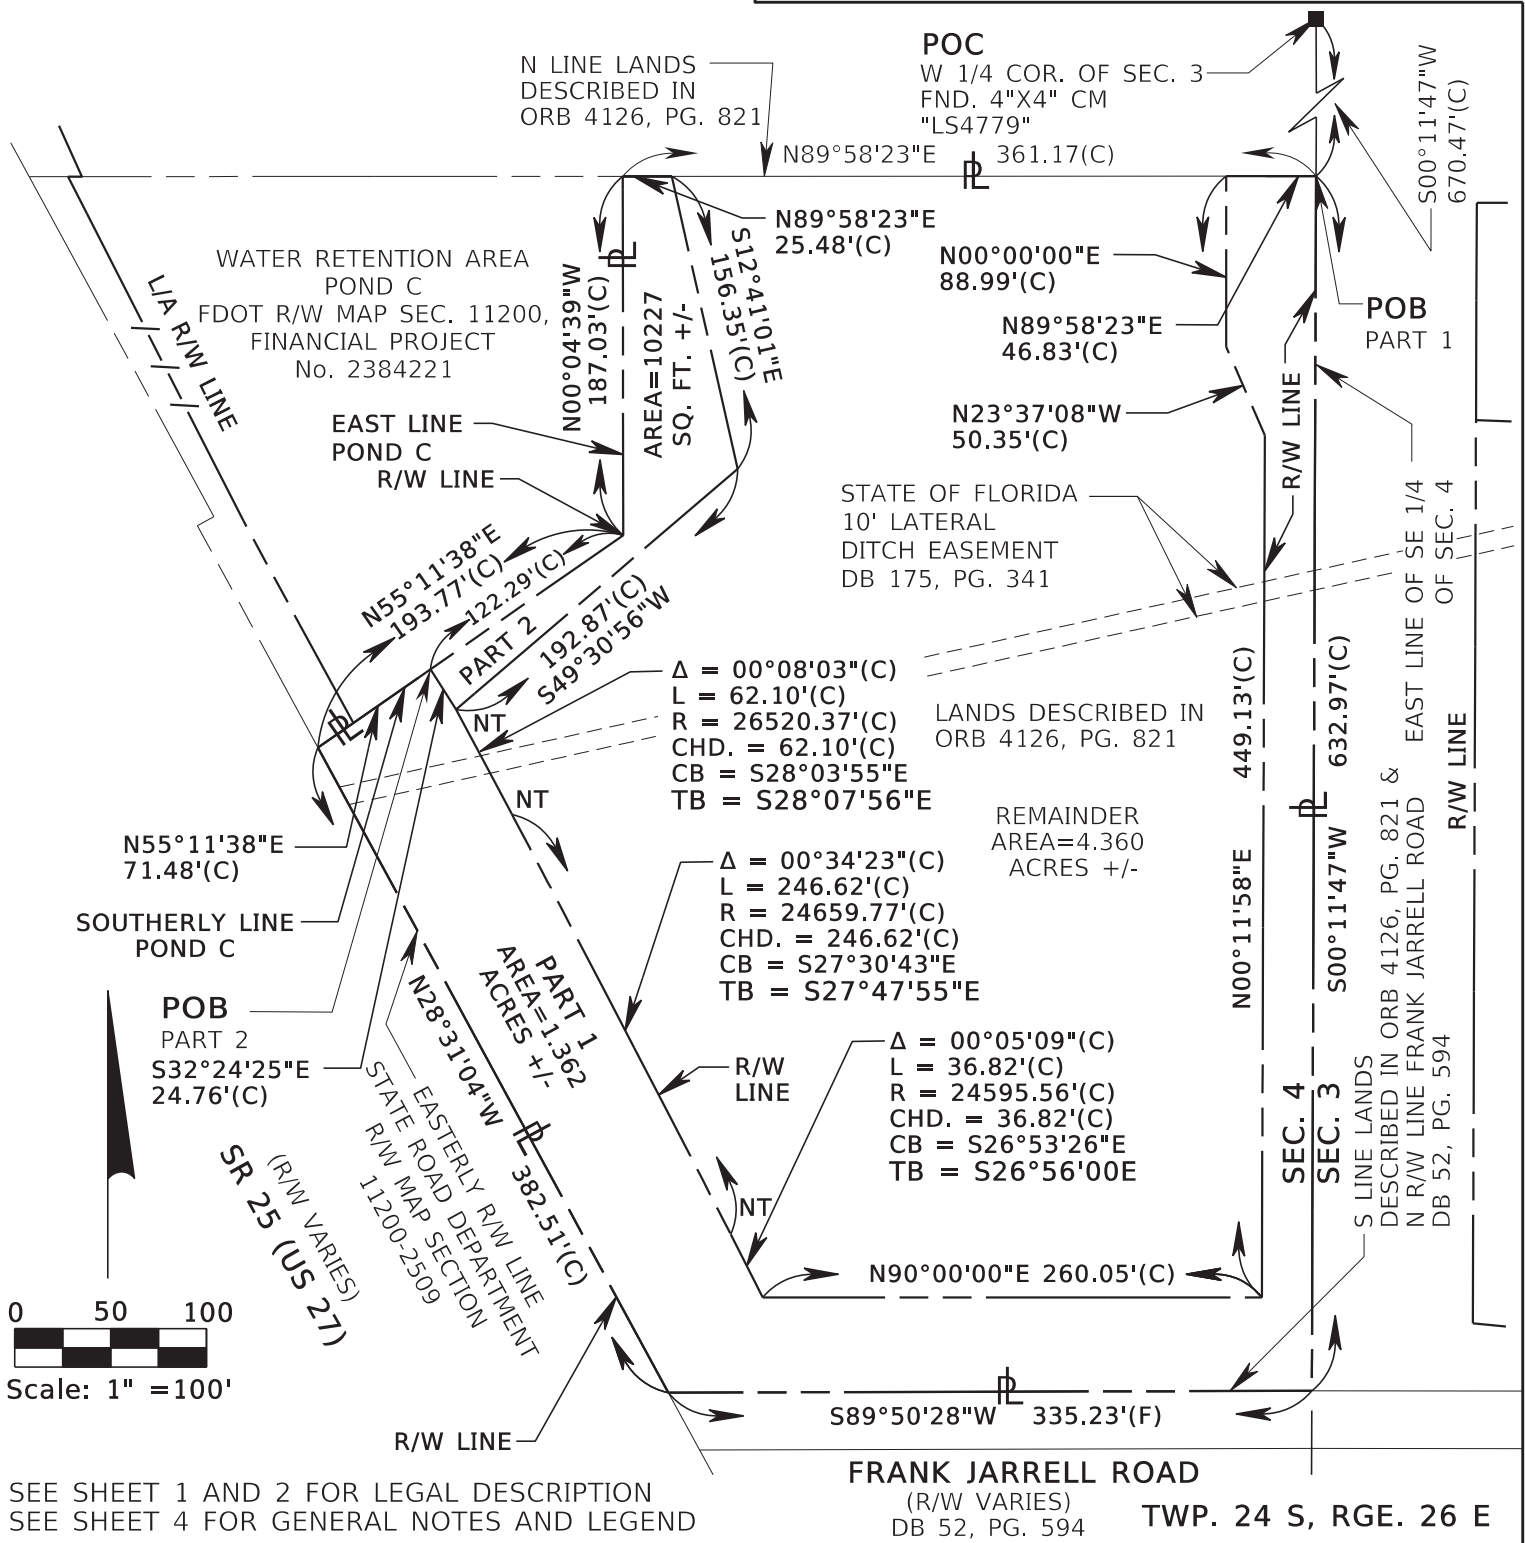 POC
W 1/4 COR. OF SEC. 3
FND. 4"X4" CM
"LS4779"
N LINE LANDS
DESCRIBED IN
ORB 4126, PG. 821
N89°58'23"E 361.17(C)
PL
S00°11'47"W
670.47'(C)
N89°58'23"E
25.48'(C)
N00°00'00"E
88.99'(C)
N89°58'23"E
46.83'(C)
POB
PART 1
WATER RETENTION AREA
POND C
FDOT R/W MAP SEC. 11200,
FINANCIAL PROJECT
No. 2384221
L/A R/W LINE
PL
N00°04'39"W
187.03'(C)
AREA=10227
SQ. FT. +/-
S12°41'01"E
156.35'(C)
EAST LINE
POND C
R/W LINE
N23°37'08"W
50.35'(C)
R/W LINE
STATE OF FLORIDA
10' LATERAL
DITCH EASEMENT
DB 175, PG. 341
EAST LINE OF SE 1/4
OF SEC. 4
N55°11'38"E
193.77'(C)
122.29'(C)
PART 2
192.87'(C)
S49°30'56"W
NT
Δ = 00°08'03"(C)
L = 62.10'(C)
R = 26520.37'(C)
CHD. = 62.10'(C)
CB = S28°03'55"E
TB = S28°07'56"E
LANDS DESCRIBED IN
ORB 4126, PG. 821
449.13'(C)
N00°11'58"E
632.97'(C)
S00°11'47"W
PL
R/W LINE
PL
NT
N55°11'38"E
71.48'(C)
SOUTHERLY LINE
POND C
REMAINDER
AREA=4.360
ACRES +/-
Δ = 00°34'23"(C)
L = 246.62'(C)
R = 24659.77'(C)
CHD. = 246.62'(C)
CB = S27°30'43"E
TB = S27°47'55"E
PART 1
AREA=1.362
ACRES +/-
POB
PART 2
S32°24'25"E
24.76'(C)
N28°31'04"W
PL
382.51'(C)
EASTERLY R/W LINE
STATE ROAD DEPARTMENT
R/W MAP SECTION
11200-2509
R/W
LINE
Δ = 00°05'09"(C)
L = 36.82'(C)
R = 24595.56'(C)
CHD. = 36.82'(C)
CB = S26°53'26"E
TB = S26°56'00E
SEC. 4
SEC. 3
S LINE LANDS
DESCRIBED IN ORB 4126, PG. 821 &
N R/W LINE FRANK JARRELL ROAD
DB 52, PG. 594
(R/W VARIES)
SR 25 (US 27)
NT
N90°00'00"E 260.05'(C)
0 50 100
Scale: 1" =100'
PL
S89°50'28"W 335.23'(F)
R/W LINE
FRANK JARRELL ROAD
(R/W VARIES)
DB 52, PG. 594
SEE SHEET 1 AND 2 FOR LEGAL DESCRIPTION
SEE SHEET 4 FOR GENERAL NOTES AND LEGEND
TWP. 24 S, RGE. 26 E